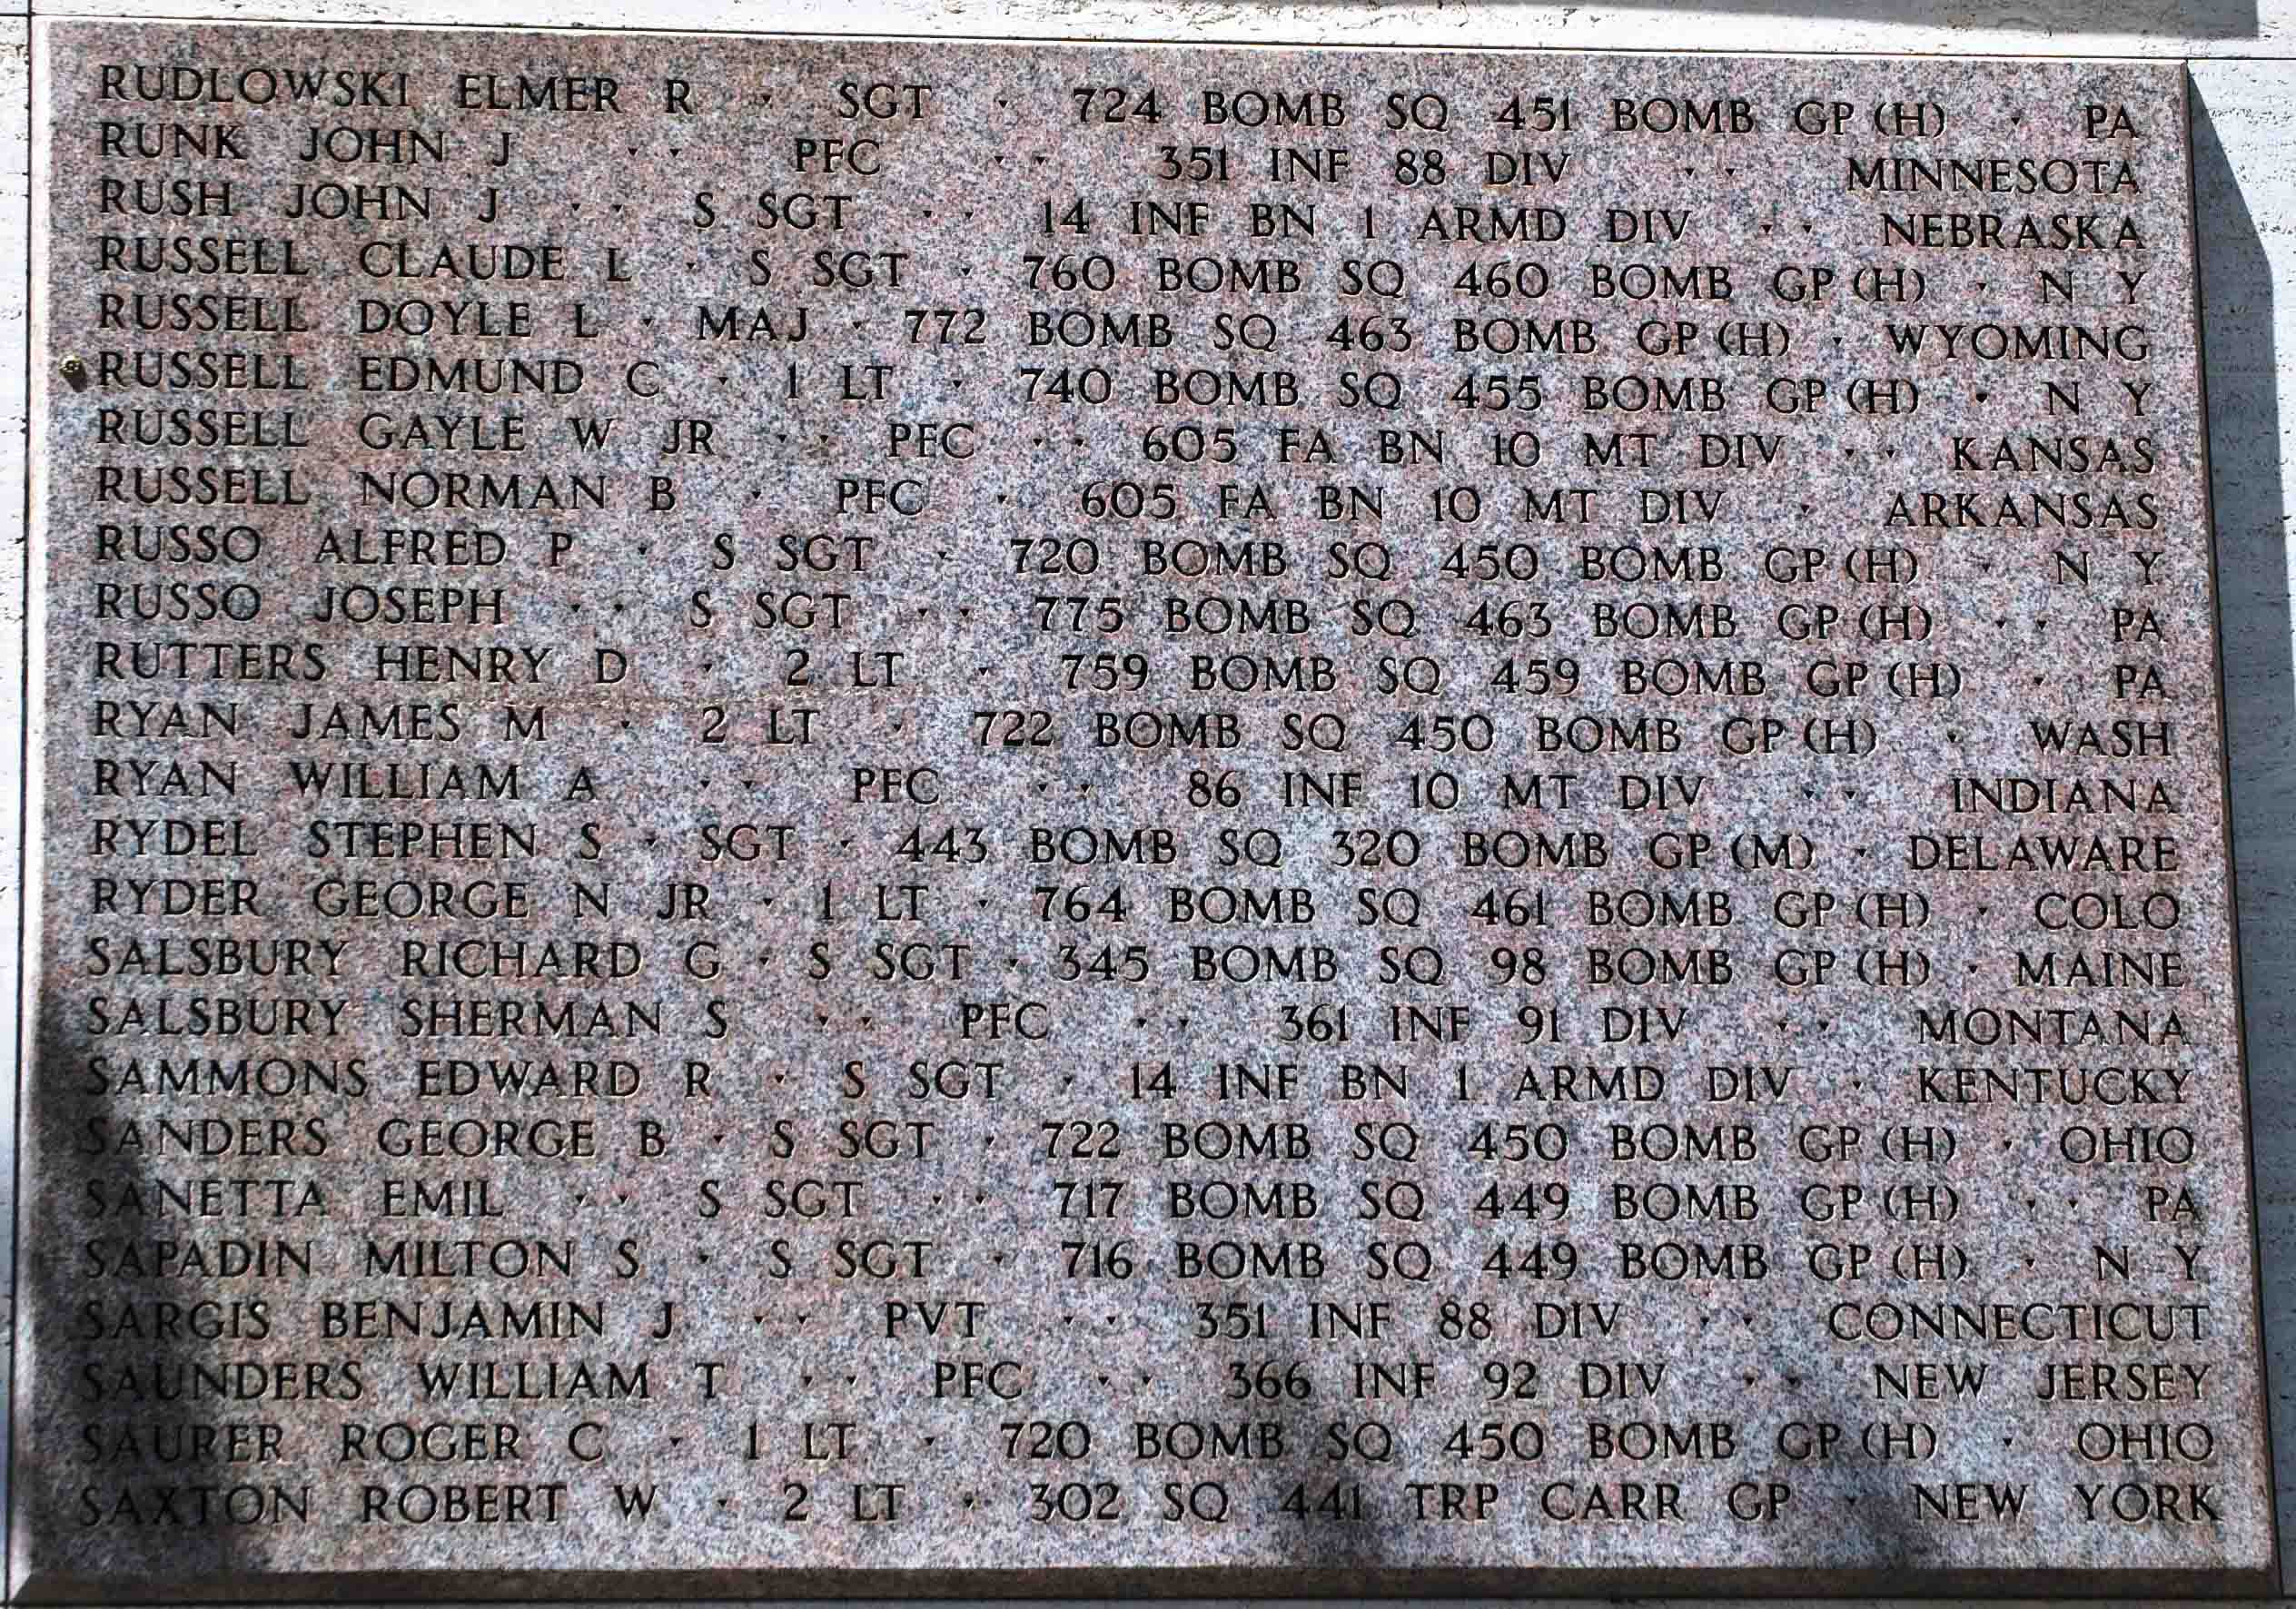 RUDLOWSKI ELMER R · SGT · 724 BOMB SQ 451 BOMB GP (H) · PA
RUNK JOHN J · · PFC · · 351 INF 88 DIV · · MINNESOTA
RUSH JOHN J · · S SGT · · 14 INF BN 1 ARMD DIV · · NEBRASKA
RUSSELL CLAUDE L · S SGT · 760 BOMB SQ 460 BOMB GP (H) · N Y
RUSSELL DOYLE L · MAJ · 772 BOMB SQ 463 BOMB GP (H) · WYOMING
RUSSELL EDMUND C · 1 LT · 740 BOMB SQ 455 BOMB GP (H) · N Y
RUSSELL GAYLE W JR · · PFC · · 605 FA BN 10 MT DIV · · KANSAS
RUSSELL NORMAN B · PFC · 605 FA BN 10 MT DIV · ARKANSAS
RUSSO ALFRED P · S SGT · 720 BOMB SQ 450 BOMB GP (H) · N Y
RUSSO JOSEPH · · S SGT · · 775 BOMB SQ 463 BOMB GP (H) · · PA
RUTTERS HENRY D · 2 LT · 759 BOMB SQ 459 BOMB GP (H) · PA
RYAN JAMES M · 2 LT · 722 BOMB SQ 450 BOMB GP (H) · WASH
RYAN WILLIAM A · · PFC · · 86 INF 10 MT DIV · · INDIANA
RYDEL STEPHEN S · SGT · 443 BOMB SQ 320 BOMB GP (M) · DELAWARE
RYDER GEORGE N JR · 1 LT · 764 BOMB SQ 461 BOMB GP (H) · COLO
SALSBURY RICHARD G · S SGT · 345 BOMB SQ 98 BOMB GP (H) · MAINE
SALSBURY SHERMAN S · · PFC · · 361 INF 91 DIV · · MONTANA
SAMMONS EDWARD R · S SGT · 14 INF BN 1 ARMD DIV · KENTUCKY
SANDERS GEORGE B · S SGT · 722 BOMB SQ 450 BOMB GP (H) · OHIO
SANETTA EMIL · · S SGT · · 717 BOMB SQ 449 BOMB GP (H) · · PA
SAPADIN MILTON S · S SGT · 716 BOMB SQ 449 BOMB GP (H) · N Y
SARGIS BENJAMIN J · · PVT · · 351 INF 88 DIV · · CONNECTICUT
SAUNDERS WILLIAM T · · PFC · · 366 INF 92 DIV · · NEW JERSEY
SAURER ROGER C · 1 LT · 720 BOMB SQ 450 BOMB GP (H) · OHIO
SAXTON ROBERT W · 2 LT · 302 SQ 441 TRP CARR GP · NEW YORK